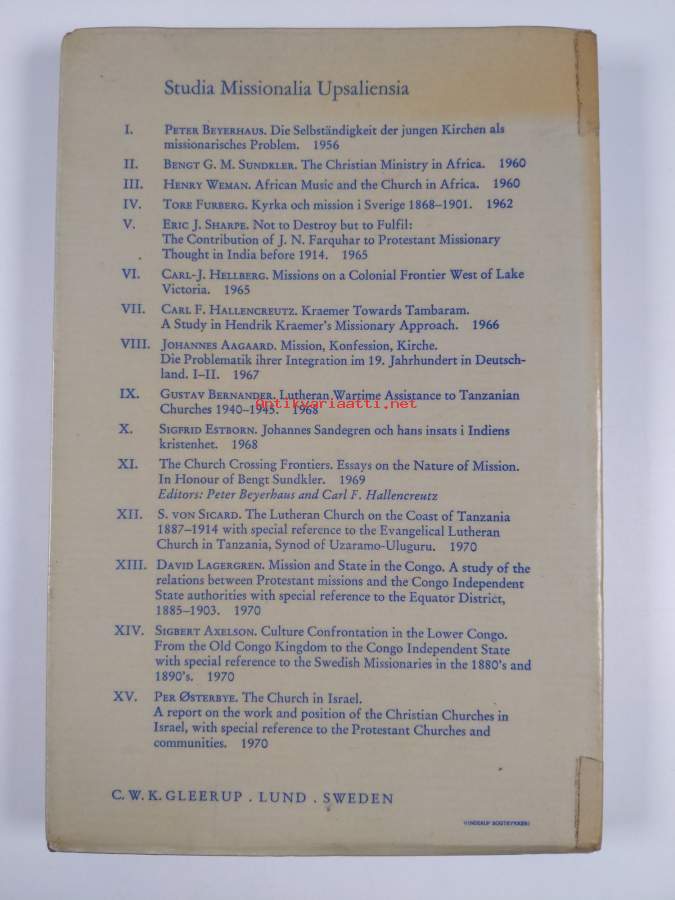 Studia Missionalia Upsaliensia
I. PETER BEYERHAUS. Die Selbständigkeit der jungen Kirchen als
missionarisches Problem. 1956
II. BENGT G. M. SUNDKLER. The Christian Ministry in Africa. 1960
III. HENRY WEMAN. African Music and the Church in Africa. 1960
IV. TORE FURBERG. Kyrka och mission i Sverige 1868–1901. 1962
V. ERIC J. SHARPE. Not to Destroy but to Fulfil:
The Contribution of J. N. Farquhar to Protestant Missionary
Thought in India before 1914. 1965
VI. CARL-J. HELLBERG. Missions on a Colonial Frontier West of Lake
Victoria. 1965
VII. CARL F. HALLENCREUTZ. Kraemer Towards Tambaram.
A Study in Hendrik Kraemer's Missionary Approach. 1966
VIII. JOHANNES AAGAARD. Mission, Konfession, Kirche.
Die Problematik ihrer Integration im 19. Jahrhundert in Deutsch-
land. I–II. 1967
IX. GUSTAV BERNANDER. Lutheran Wartime Assistance to Tanzanian
Antikvariaatti.net
Churches 1940–1945. 1968
X. SIGFRID ESTBORN. Johannes Sandegren och hans insats i Indiens
kristenhet. 1968
XI. The Church Crossing Frontiers. Essays on the Nature of Mission.
In Honour of Bengt Sundkler. 1969
Editors: Peter Beyerhaus and Carl F. Hallencreutz
XII. S. VON SICARD. The Lutheran Church on the Coast of Tanzania
1887–1914 with special reference to the Evangelical Lutheran
Church in Tanzania, Synod of Uzaramo-Uluguru. 1970
XIII. DAVID LAGERGREN. Mission and State in the Congo. A study of the
relations between Protestant missions and the Congo Independent
State authorities with special reference to the Equator District,
1885–1903. 1970
XIV. SIGBERT AXELSON. Culture Confrontation in the Lower Congo.
From the Old Congo Kingdom to the Congo Independent State
with special reference to the Swedish Missionaries in the 1880's and
1890's. 1970
XV. PER ØSTERBYE. The Church in Israel.
A report on the work and position of the Christian Churches in
Israel, with special reference to the Protestant Churches and
communities. 1970
C. W. K. GLEERUP . LUND . SWEDEN